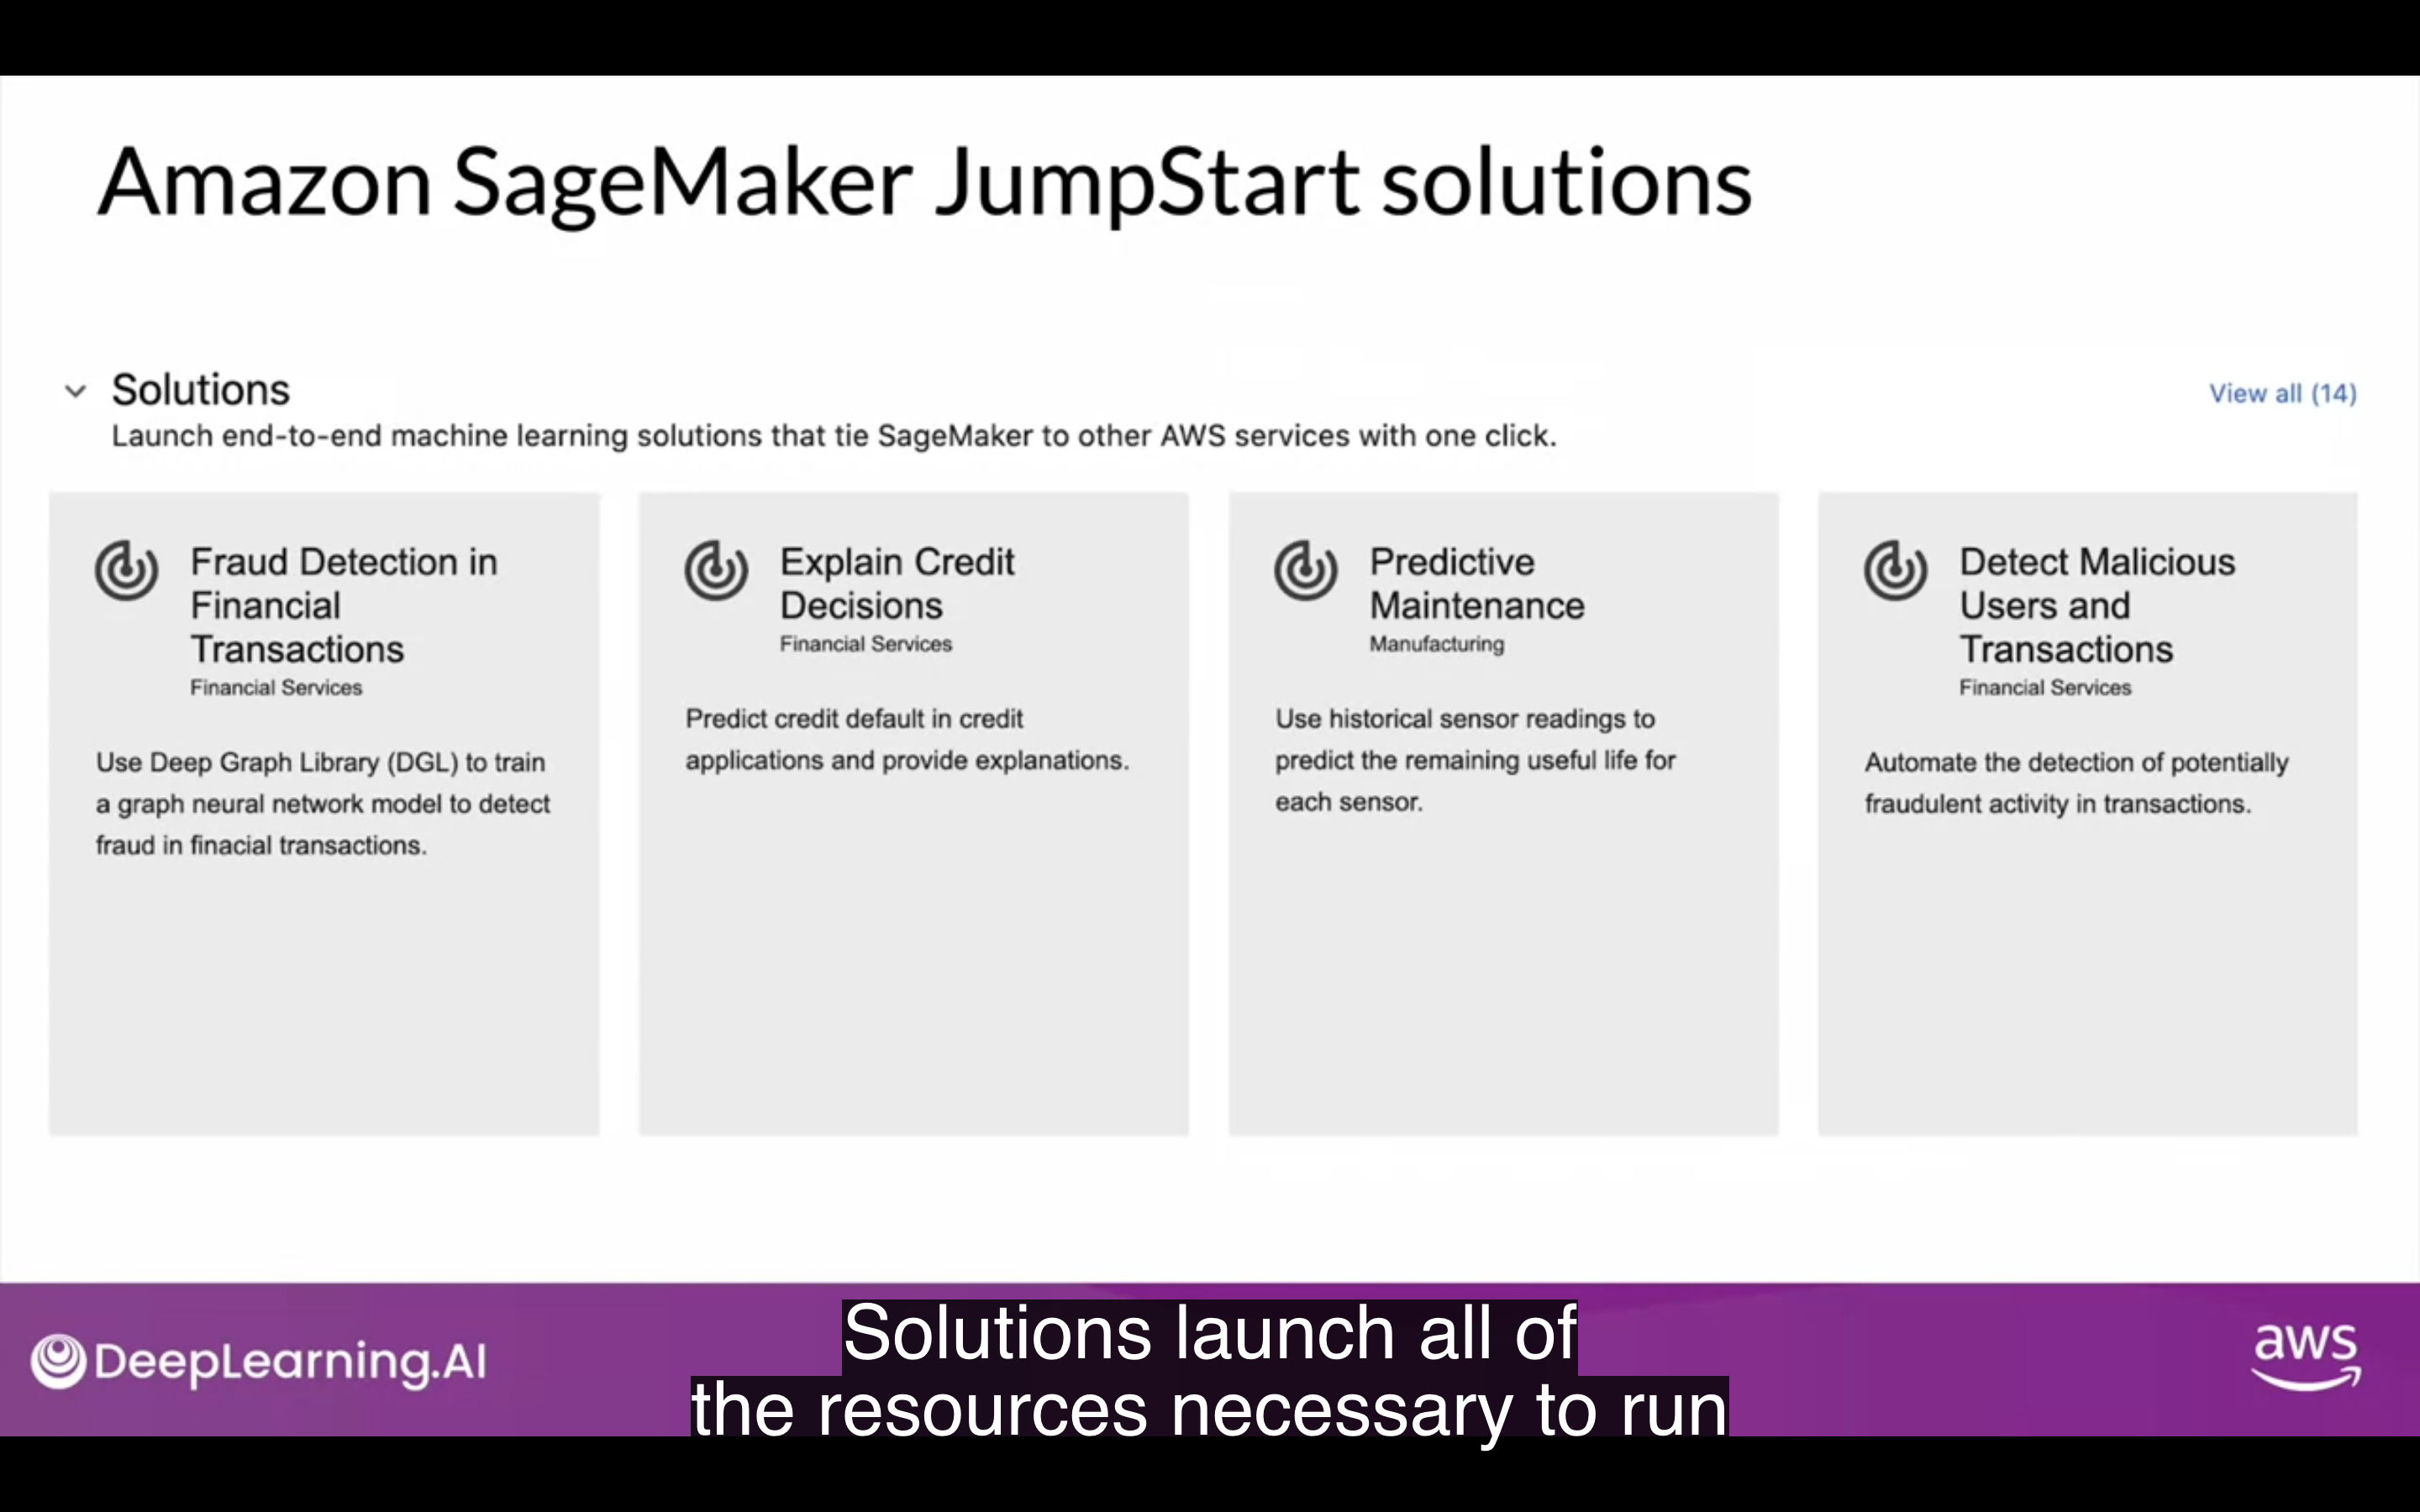 Amazon SageMaker JumpStart solutions
Solutions
View all (14)
Launch end-to-end machine learning solutions that tie SageMaker to other AWS services with one click.
Fraud Detection in
Financial
Transactions
Financial Services
Use Deep Graph Library (DGL) to train
a graph neural network model to detect
fraud in finacial transactions.
Explain Credit
Decisions
Financial Services
Predict credit default in credit
applications and provide explanations.
Predictive
Maintenance
Manufacturing
Use historical sensor readings to
predict the remaining useful life for
each sensor.
Detect Malicious
Users and
Transactions
Financial Services
Automate the detection of potentially
fraudulent activity in transactions.
DeepLearning.AI
Solutions launch all of
the resources necessary to run
aws